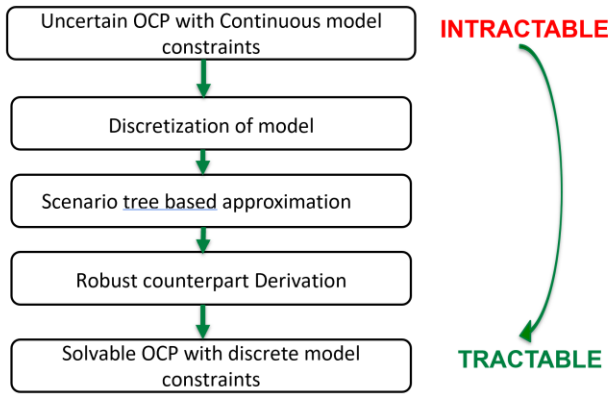 Uncertain OCP with Continuous model
constraints
INTRACTABLE
Discretization of model
Scenario tree based approximation
Robust counterpart Derivation
Solvable OCP with discrete model
constraints
TRACTABLE